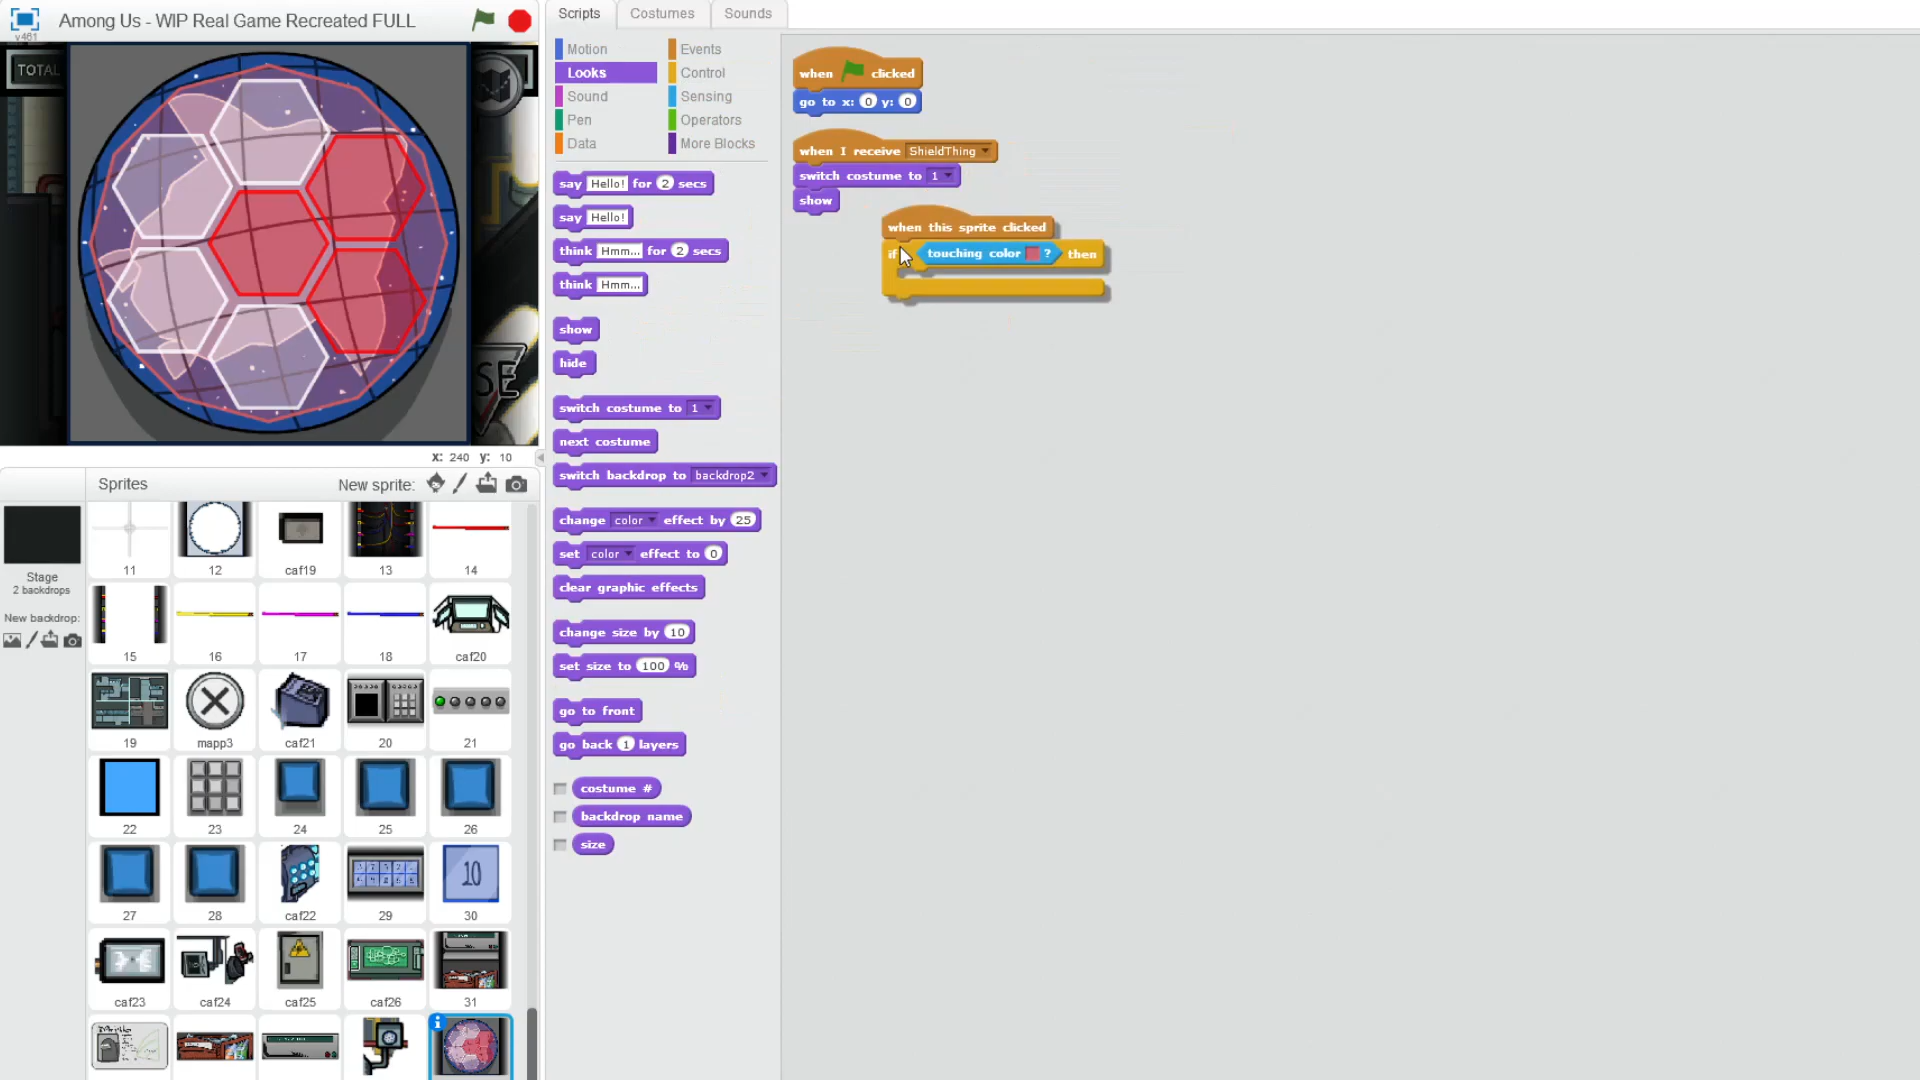 Among Us - WIP Real Game Recreated FULL
v461
TOTAL
SE
x: 240 y: 10
Scripts
Costumes
Sounds
Motion
Events
Looks
Control
Sound
Sensing
Pen
Operators
Data
More Blocks
say Hello! for 2 secs
say Hello!
think Hmm... for 2 secs
think Hmm...
show
hide
switch costume to 1
next costume
switch backdrop to backdrop2
change color effect by 25
set color effect to 0
clear graphic effects
change size by 10
set size to 100 %
go to front
go back 1 layers
costume #
backdrop name
size
when clicked
go to x: 0 y: 0
when I receive ShieldThing
switch costume to 1
show
when this sprite clicked
if touching color ? then
Sprites
New sprite:
Stage
2 backdrops
New backdrop:
11
12
caf19
13
14
15
16
17
18
caf20
19
mapp3
caf21
20
21
22
23
24
25
26
27
28
caf22
29
10
30
caf23
caf24
caf25
caf26
31